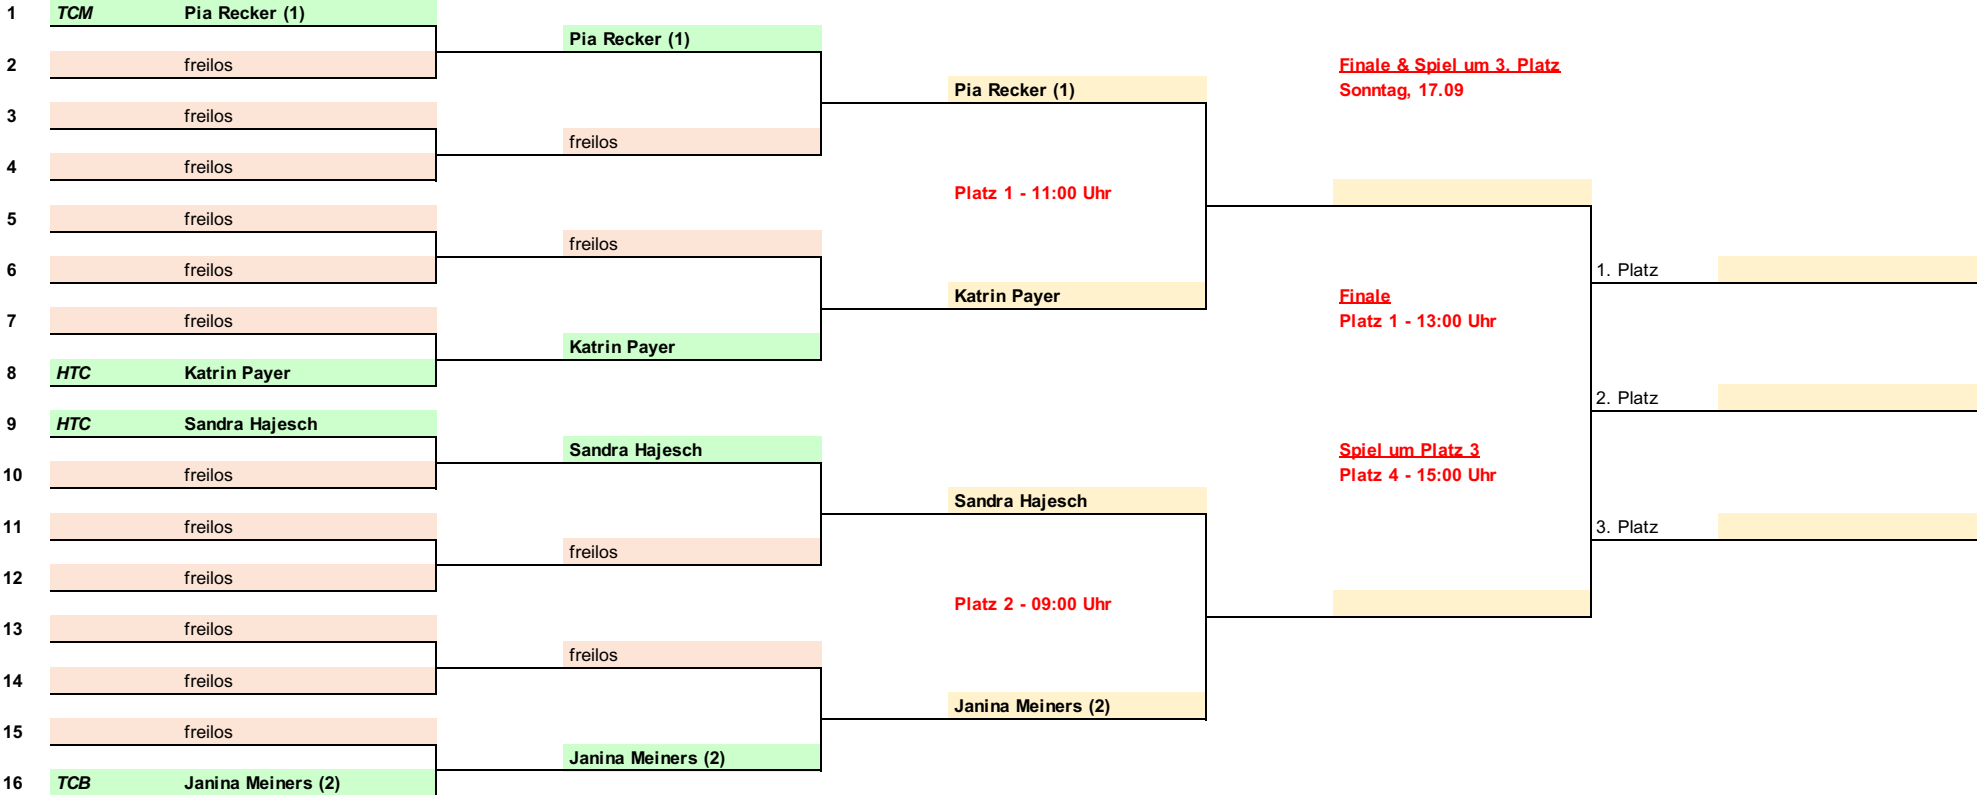 1 TCM Pia Recker (1)
Pia Recker (1)
2 freilos Finale & Spiel um 3. Platz
Pia Recker (1) Sonntag, 17.09
3 freilos
freilos
4 freilos
Platz 1 - 11:00 Uhr
5 freilos
freilos
6 freilos 1. Platz
Katrin Payer Finale
7 freilos Platz 1 - 13:00 Uhr
Katrin Payer
8 HTC Katrin Payer
2. Platz
9 HTC Sandra Hajesch
Sandra Hajesch Spiel um Platz 3
10 freilos Platz 4 - 15:00 Uhr
Sandra Hajesch
11 freilos 3. Platz
freilos
12 freilos
Platz 2 - 09:00 Uhr
13 freilos
freilos
14 freilos
Janina Meiners (2)
15 freilos
Janina Meiners (2)
16 TCB Janina Meiners (2)